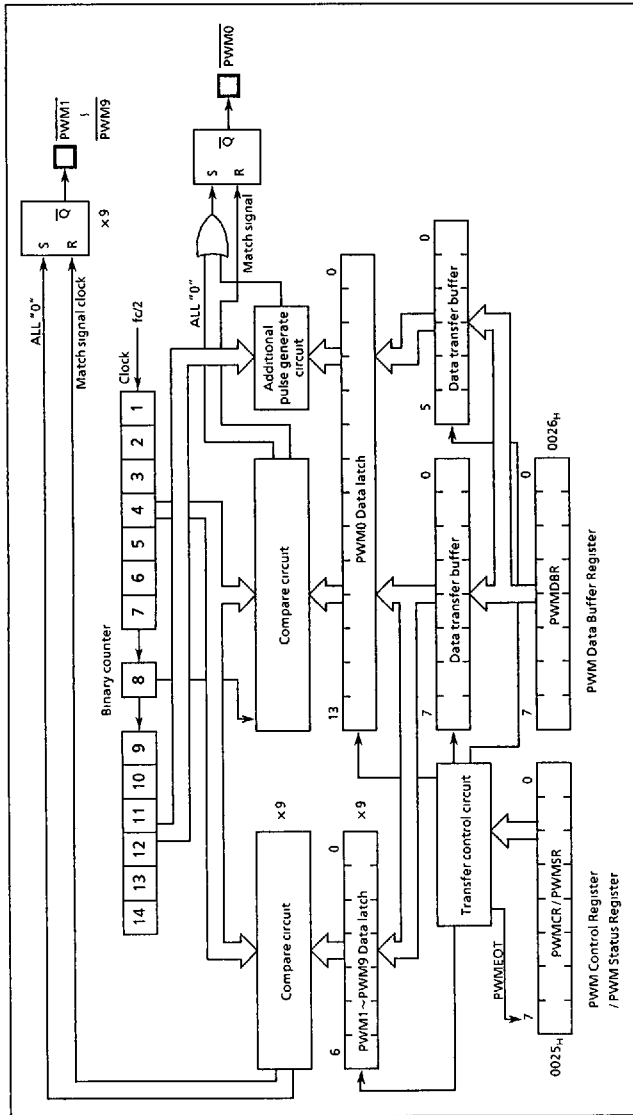 PWM1
∫
PWM9
PWM0
Q
S
R
×9
Q
S
R
ALL "0"
Match signal clock
ALL "0"
Match signal
Clock
fc/2
Binary counter
14
13
12
11
10
9
8
7
6
5
4
3
2
1
Compare circuit
×9
Compare circuit
Additional
pulse generate
circuit
6
0
PWM1~PWM9 Data latch
×9
13
0
PWM0 Data latch
Transfer control circuit
7
0
Data transfer buffer
5
0
Data transfer buffer
PWMEOT
0025H
7
0
PWMCR / PWMSR
PWM Control Register
/ PWM Status Register
7
0
PWMDBR
0026H
PWM Data Buffer Register